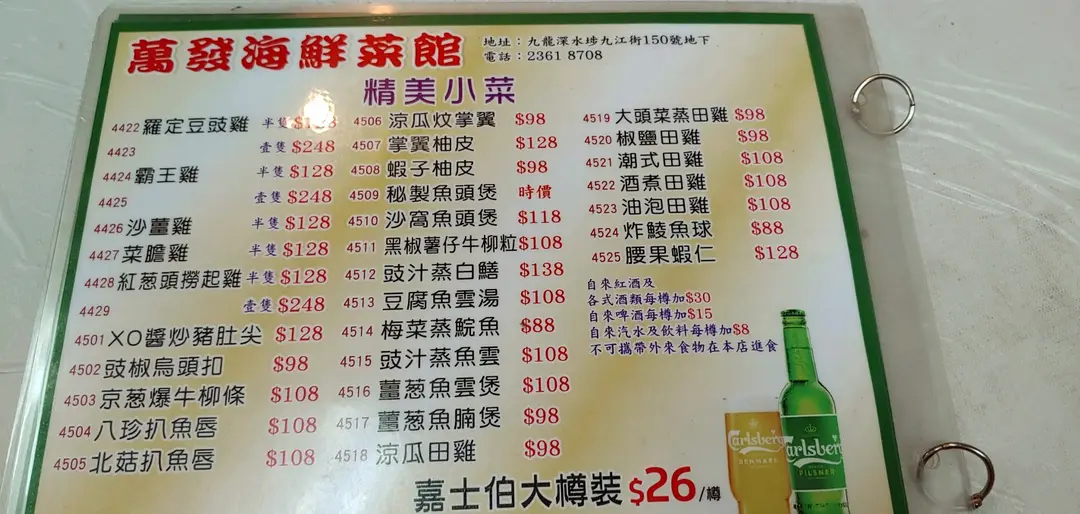 萬發海鮮菜館
地址：九龍深水埗九江街150號地下
電話：2361 8708
精美小菜
4422 羅定豆豉雞 半隻
4423 壹隻 $248
4424 霸王雞 半隻 $128
4425 壹隻 $248
4426 沙薑雞 半隻 $128
4427 菜膽雞 半隻 $128
4428 紅葱頭撈起雞 半隻 $128
4429 壹隻 $248
4501 XO醬炒豬肚尖 $128
4502 豉椒烏頭扣 $98
4503 京葱爆牛柳條 $108
4504 八珍扒魚唇 $108
4505 北菇扒魚唇 $108
4506 涼瓜炆掌翼 $98
4507 掌翼柚皮 $128
4508 蝦子柚皮 $98
4509 秘製魚頭煲 時價
4510 沙窩魚頭煲 $118
4511 黑椒薯仔牛柳粒 $108
4512 豉汁蒸白鱔 $138
4513 豆腐魚雲湯 $108
4514 梅菜蒸鯇魚 $88
4515 豉汁蒸魚雲 $108
4516 薑葱魚雲煲 $108
4517 薑葱魚腩煲 $98
4518 涼瓜田雞 $98
4519 大頭菜蒸田雞 $98
4520 椒鹽田雞 $98
4521 潮式田雞 $108
4522 酒煮田雞 $108
4523 油泡田雞 $108
4524 炸鯪魚球 $88
4525 腰果蝦仁 $128
自來紅酒及
各式酒類每樽加$30
自來啤酒每樽加$15
自來汽水及飲料每樽加$8
不可攜帶外來食物在本店進食
Carlsberg
DENMARK
Carlsberg
PILSNER
嘉士伯大樽裝 $26/樽